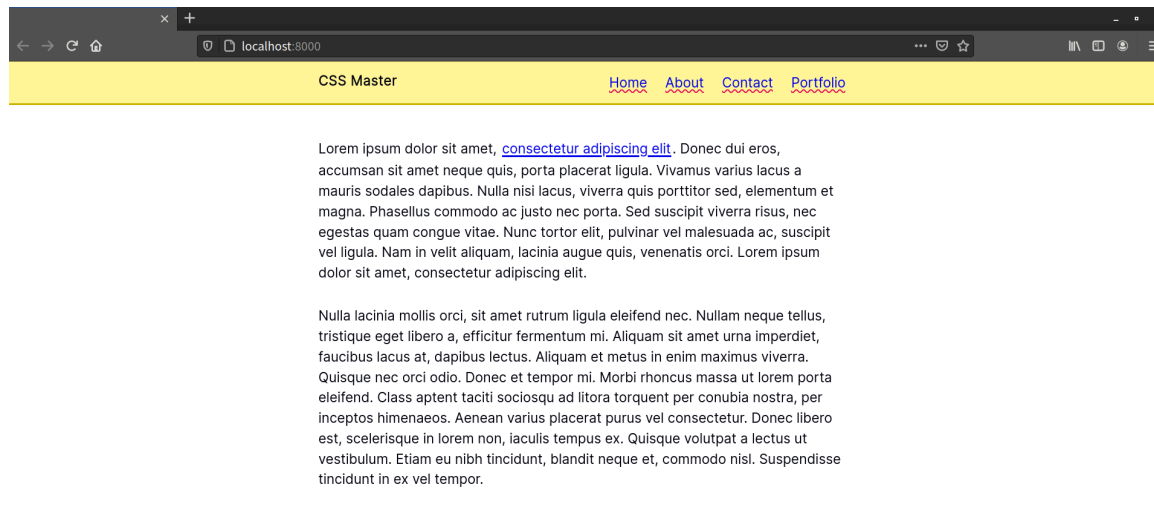 localhost:8000
CSS Master
Home About Contact Portfolio
Lorem ipsum dolor sit amet, consectetur adipiscing elit. Donec dui eros,
accumsan sit amet neque quis, porta placerat ligula. Vivamus varius lacus a
mauris sodales dapibus. Nulla nisi lacus, viverra quis porttitor sed, elementum et
magna. Phasellus commodo ac justo nec porta. Sed suscipit viverra risus, nec
egestas quam congue vitae. Nunc tortor elit, pulvinar vel malesuada ac, suscipit
vel ligula. Nam in velit aliquam, lacinia augue quis, venenatis orci. Lorem ipsum
dolor sit amet, consectetur adipiscing elit.
Nulla lacinia mollis orci, sit amet rutrum ligula eleifend nec. Nullam neque tellus,
tristique eget libero a, efficitur fermentum mi. Aliquam sit amet urna imperdiet,
faucibus lacus at, dapibus lectus. Aliquam et metus in enim maximus viverra.
Quisque nec orci odio. Donec et tempor mi. Morbi rhoncus massa ut lorem porta
eleifend. Class aptent taciti sociosqu ad litora torquent per conubia nostra, per
inceptos himenaeos. Aenean varius placerat purus vel consectetur. Donec libero
est, scelerisque in lorem non, iaculis tempus ex. Quisque volutpat a lectus ut
vestibulum. Etiam eu nibh tincidunt, blandit neque et, commodo nisl. Suspendisse
tincidunt in ex vel tempor.